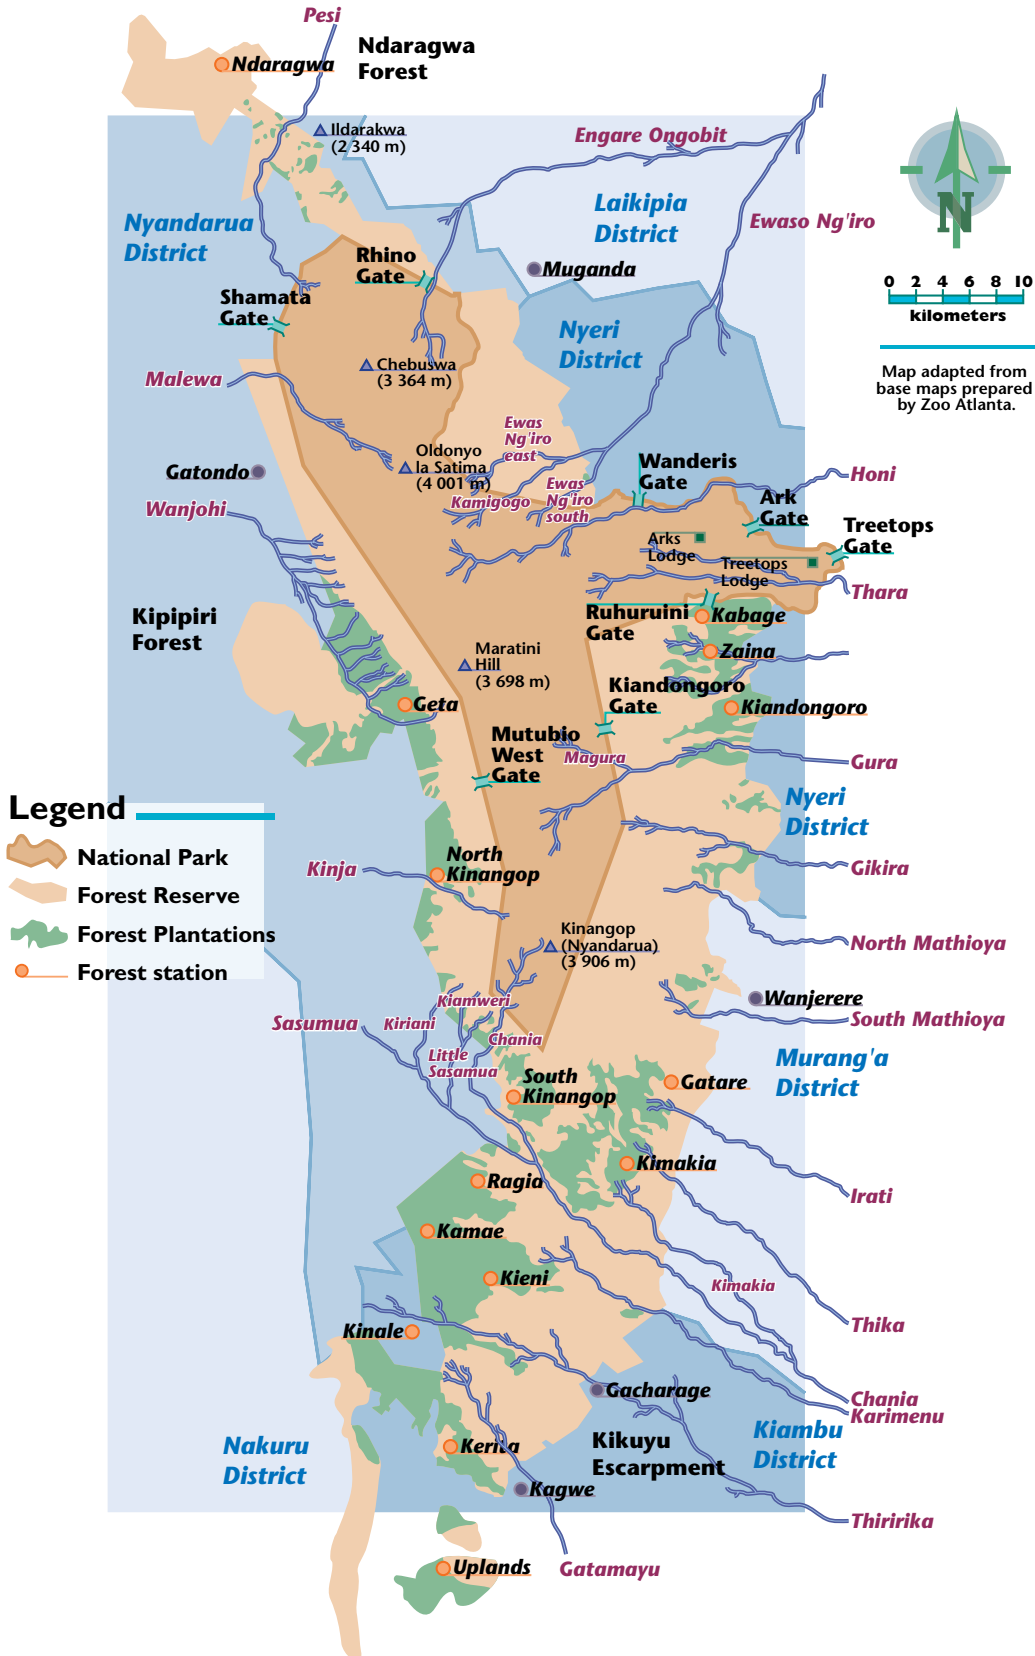 Pesi
Ndaragwa
Forest
Ndaragwa
Ildarakwa
(2 340 m)
Engare Ongobit
Nyandarua
District
Laikipia
District
Ewaso Ng'iro
N
Rhino
Gate
Muganda
Shamata
Gate
0 2 4 6 8 10
kilometers
Nyeri
District
Map adapted from
base maps prepared
by Zoo Atlanta.
Chebuswa
(3 364 m)
Malewa
Ewas
Ng'iro
east
Oldonyo
la Satima
(4 001 m)
Gatondo
Wanderis
Gate
Honi
Kamigogo
Ewas
Ng iro
south
Ark
Gate
Wanjohi
Treetops
Gate
Arks
Lodge
Treetops
Lodge
Thara
Kipipiri
Forest
Ruhuruini
Gate
Kabage
Maratini
Hill
(3 698 m)
Zaina
Kiandongoro
Gate
Geta
Kiandongoro
Mutubio
West
Gate
Magura
Gura
Nyeri
District
Legend
National Park
Forest Reserve
Forest Plantations
Forest station
Kinja
North
Kinangop
Gikira
Kinangop
(Nyandarua)
(3 906 m)
North Mathioya
Kiamweri
Wanjerere
Sasumua
Kiriani
South Mathioya
Chania
Little
Sasamua
Murang'a
District
South
Kinangop
Gatare
Kimakia
Ragia
Irati
Kamae
Kieni
Kimakia
Kinale
Thika
Gacharage
Chania
Karimenu
Nakuru
District
Kerita
Kikuyu
Escarpment
Kiambu
District
Kagwe
Thiririka
Uplands
Gatamayu